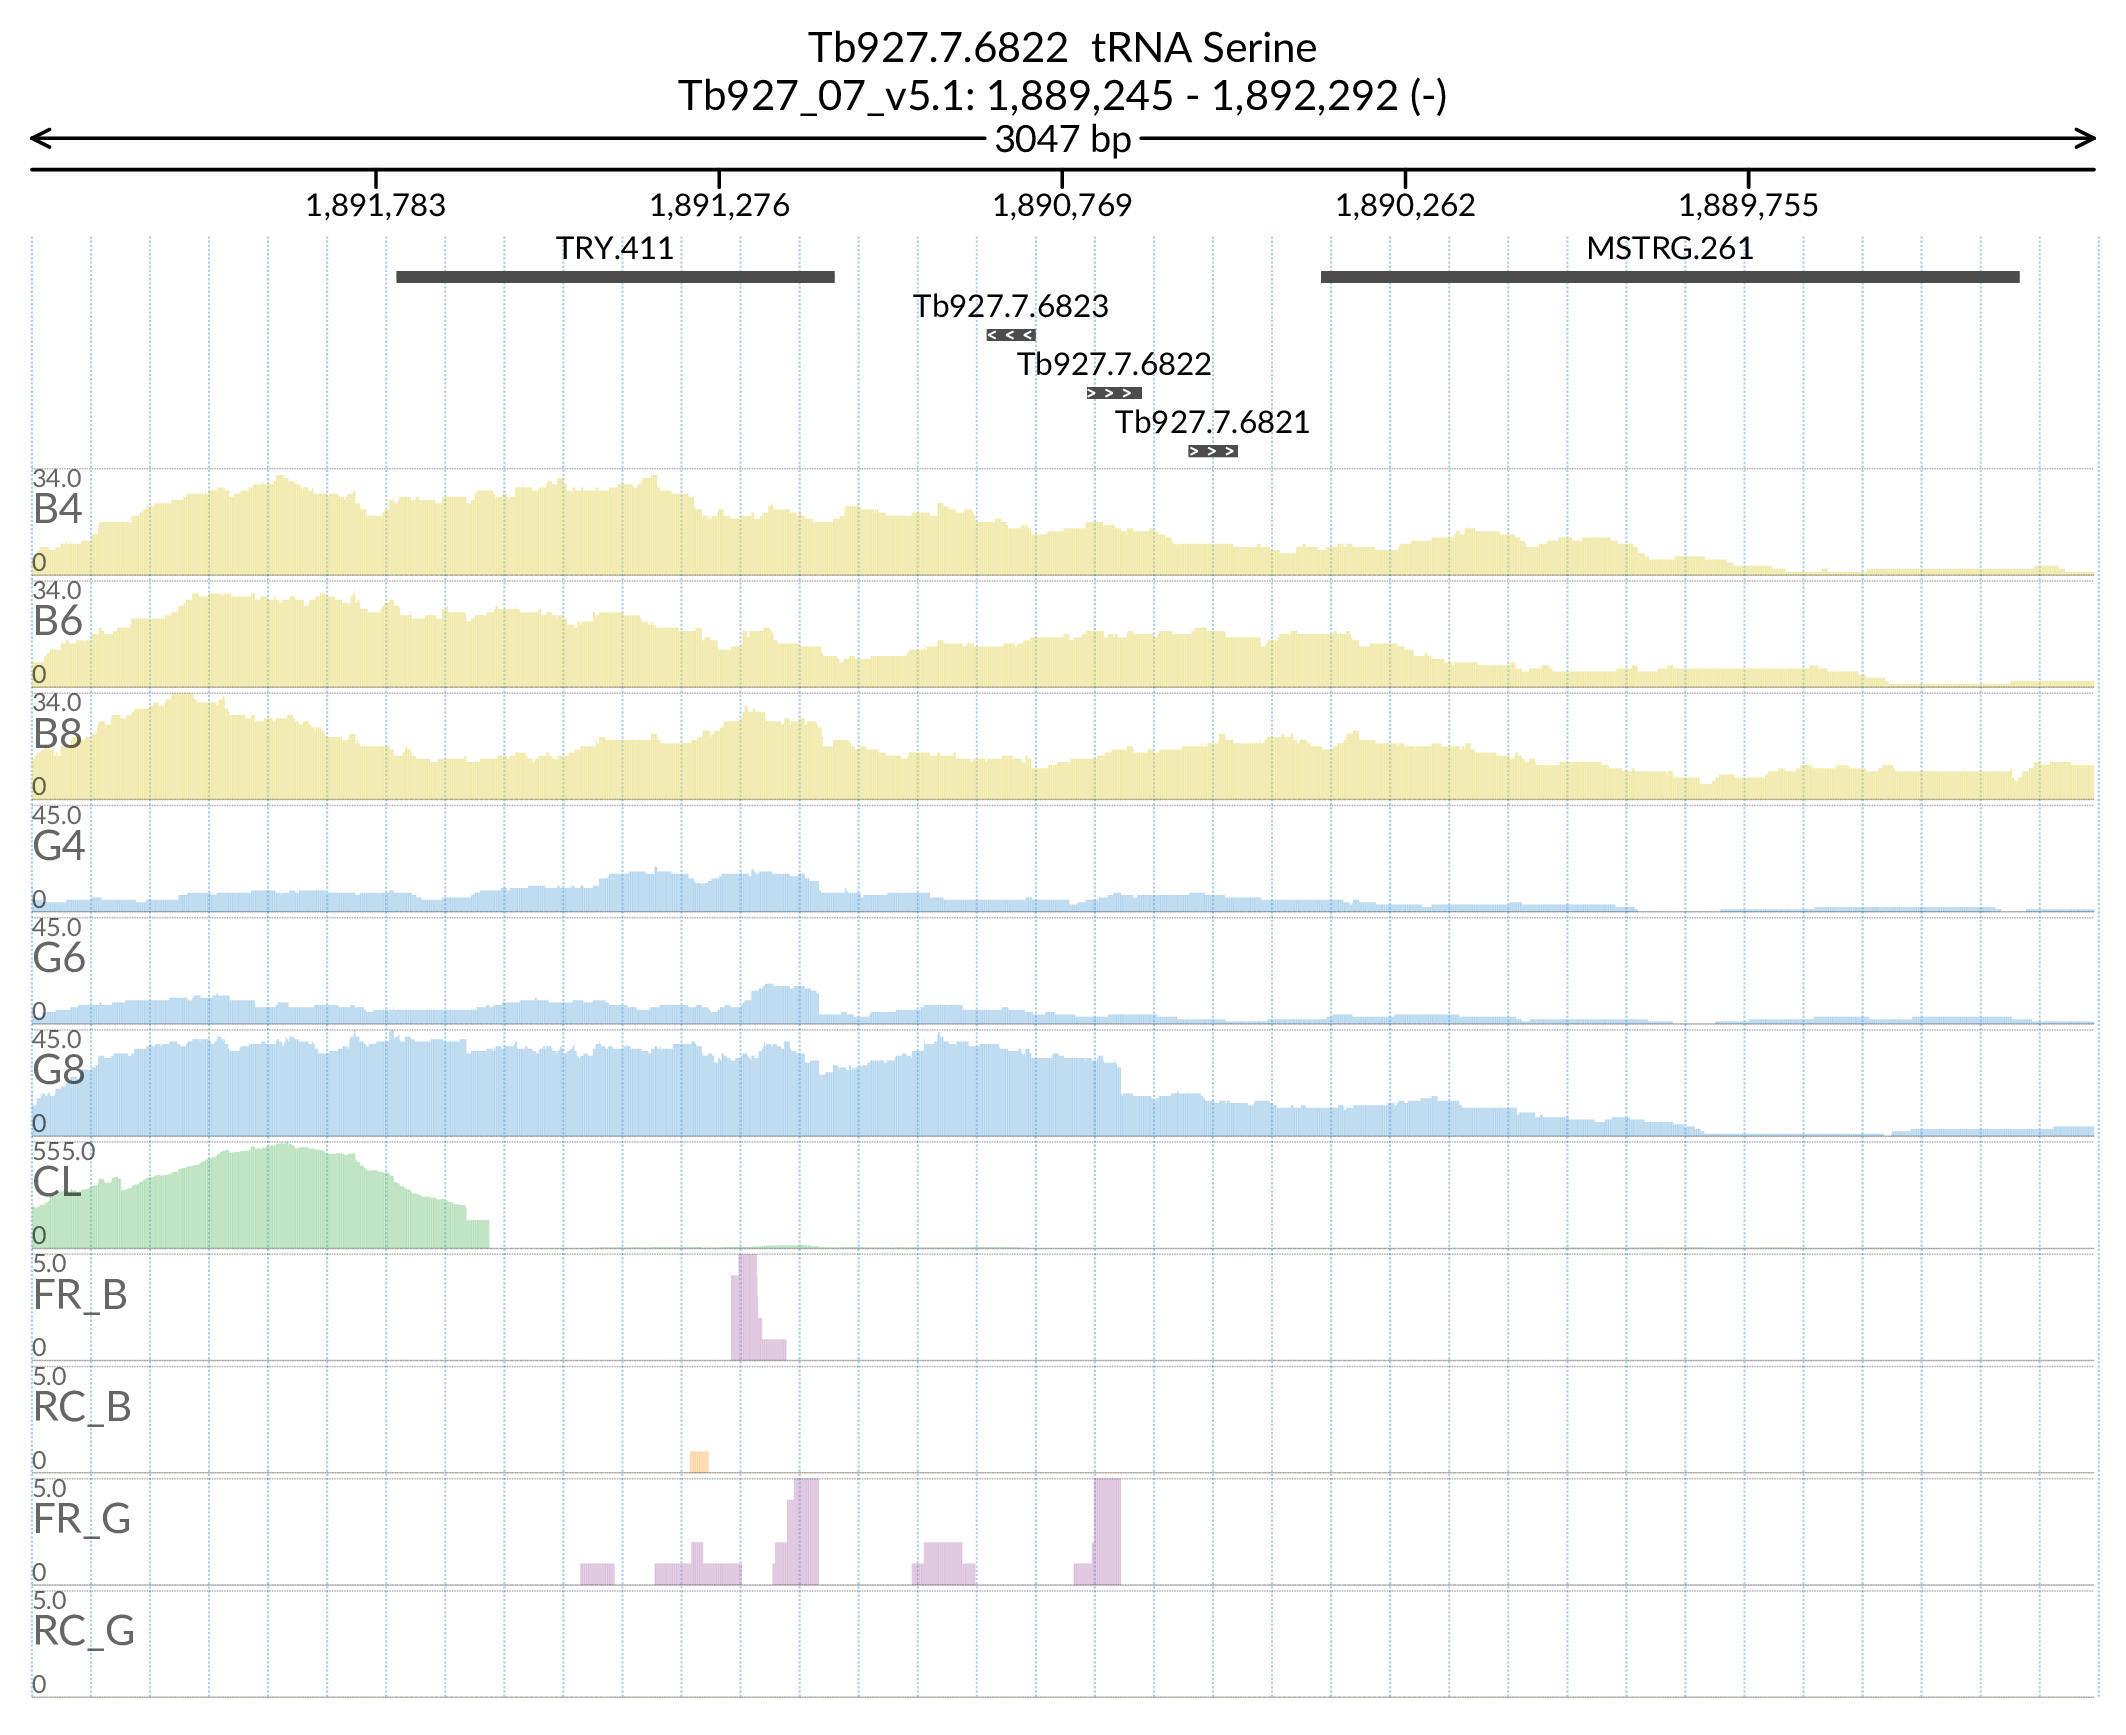 Tb927.7.6822 tRNA Serine
Tb927_07_v5.1: 1,889,245 - 1,892,292 (-)
3047 bp
1,891,783 1,891,276 1,890,769 1,890,262 1,889,755
TRY.411 MSTRG.261
Tb927.7.6823
< < <
Tb927.7.6822
> > >
Tb927.7.6821
> > >
34.0
B4
0
34.0
B6
0
34.0
B8
0
45.0
G4
0
45.0
G6
0
45.0
G8
0
555.0
CL
0
5.0
FR_B
0
5.0
RC_B
0
5.0
FR_G
0
5.0
RC_G
0